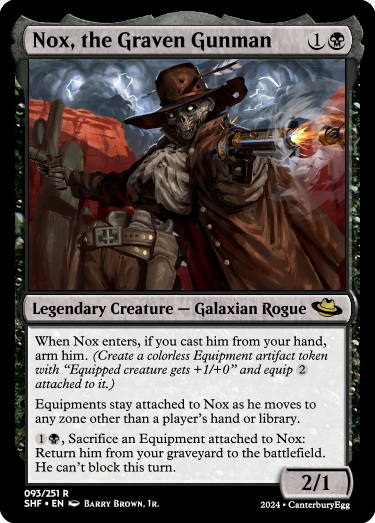 Nox, the Graven Gunman 1
Legendary Creature — Galaxian Rogue
When Nox enters, if you cast him from your hand,
arm him. (Create a colorless Equipment artifact token
with “Equipped creature gets +1/+0” and equip 2
attached to it.)
Equipments stay attached to Nox as he moves to
any zone other than a player’s hand or library.
1, Sacrifice an Equipment attached to Nox:
Return him from your graveyard to the battlefield.
He can’t block this turn.
2/1
093/251 R
SHF • EN Barry Brown, Jr. 2024 • CanterburyEgg